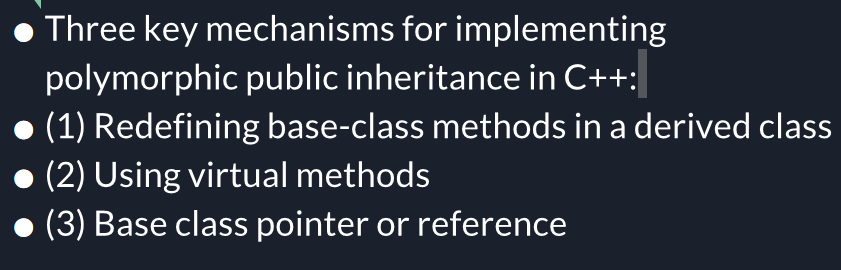 ● Three key mechanisms for implementing
polymorphic public inheritance in C++:
● (1) Redefining base-class methods in a derived class
● (2) Using virtual methods
● (3) Base class pointer or reference